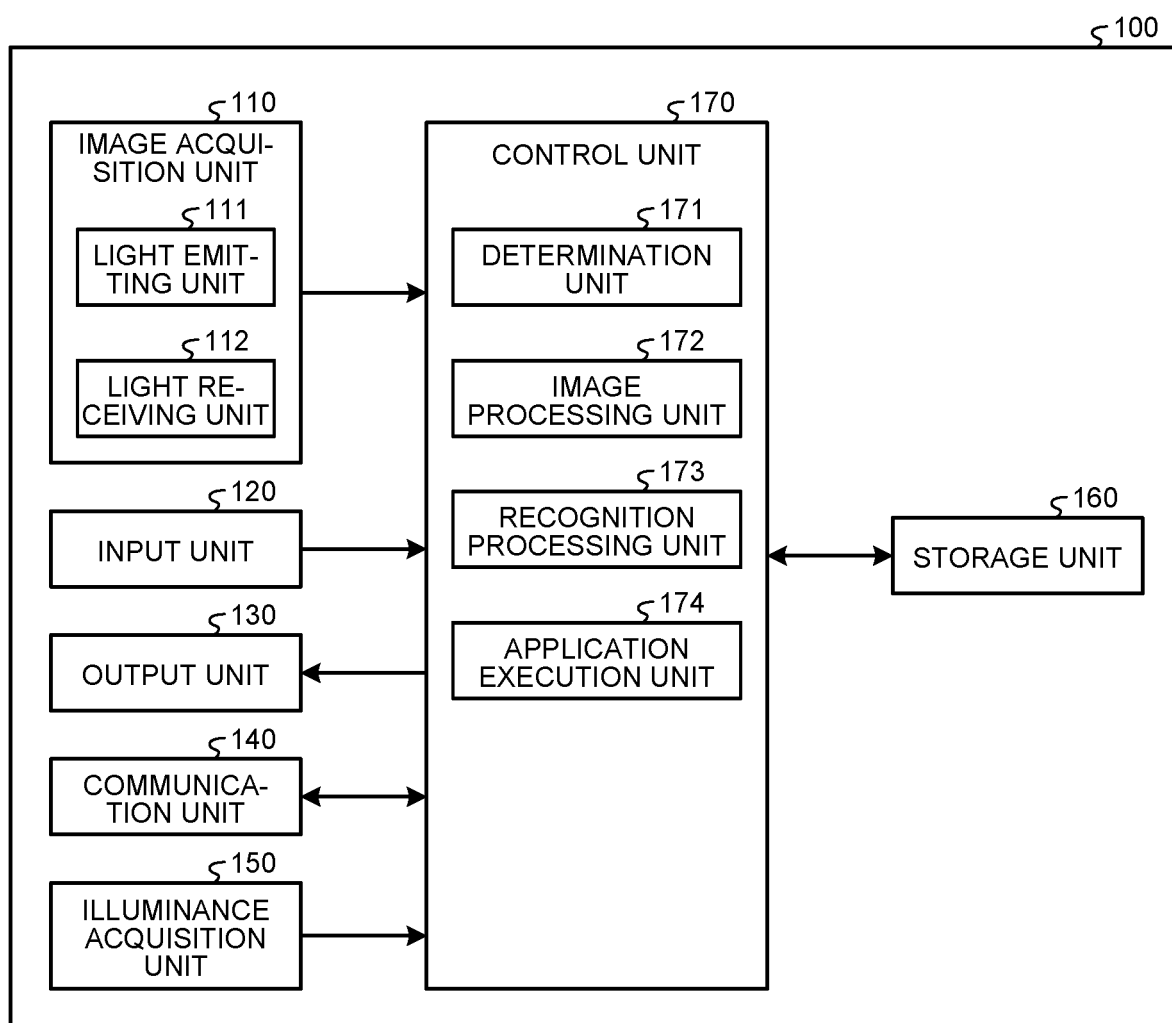 100
110
IMAGE ACQUI-
SITION UNIT
111
LIGHT EMIT-
TING UNIT
112
LIGHT RE-
CEIVING UNIT
120
INPUT UNIT
130
OUTPUT UNIT
140
COMMUNICA-
TION UNIT
150
ILLUMINANCE
ACQUISITION
UNIT
170
CONTROL UNIT
171
DETERMINATION
UNIT
172
IMAGE
PROCESSING UNIT
173
RECOGNITION
PROCESSING UNIT
174
APPLICATION
EXECUTION UNIT
160
STORAGE UNIT